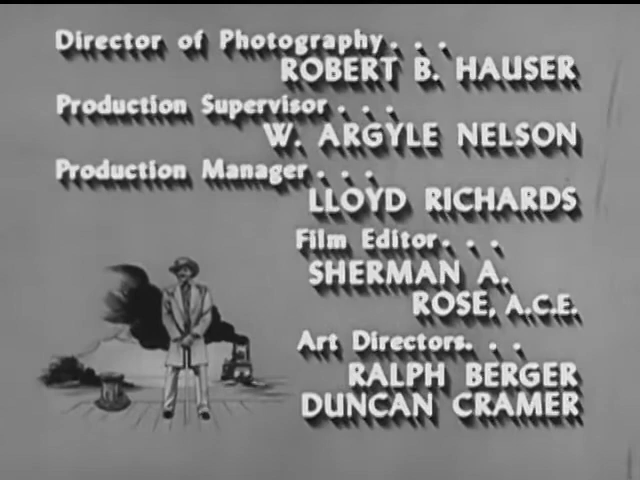 Director of Photography. . .
ROBERT B. HAUSER
Production Supervisor. . .
W. ARGYLE NELSON
Production Manager. . .
LLOYD RICHARDS
Film Editor. . .
SHERMAN A.
ROSE, A.C.E.
Art Directors. . .
RALPH BERGER
DUNCAN CRAMER